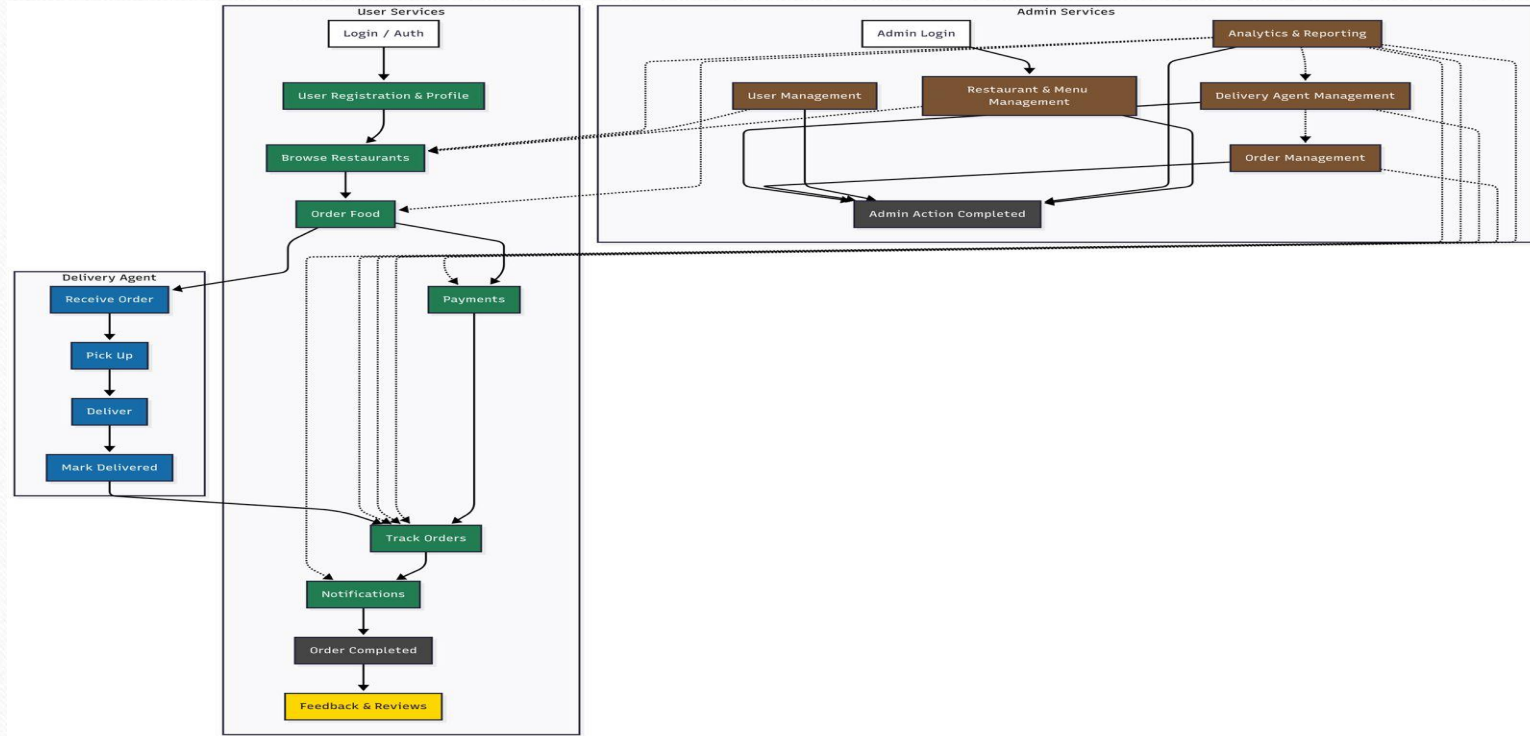 User Services
Login / Auth
User Registration & Profile
Browse Restaurants
Order Food
Payments
Track Orders
Notifications
Order Completed
Feedback & Reviews
Delivery Agent
Receive Order
Pick Up
Deliver
Mark Delivered
Admin Services
Admin Login
Analytics & Reporting
User Management
Restaurant & Menu
Management
Delivery Agent Management
Order Management
Admin Action Completed